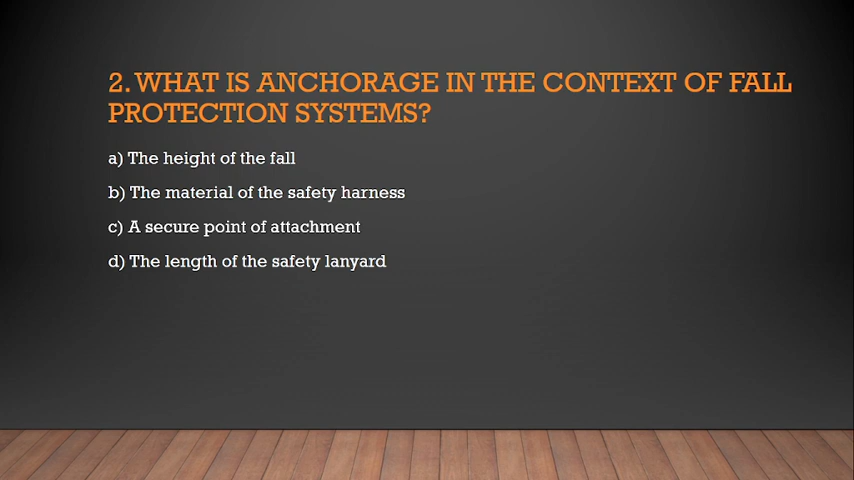 2. WHAT IS ANCHORAGE IN THE CONTEXT OF FALL
PROTECTION SYSTEMS?
a) The height of the fall
b) The material of the safety harness
c) A secure point of attachment
d) The length of the safety lanyard